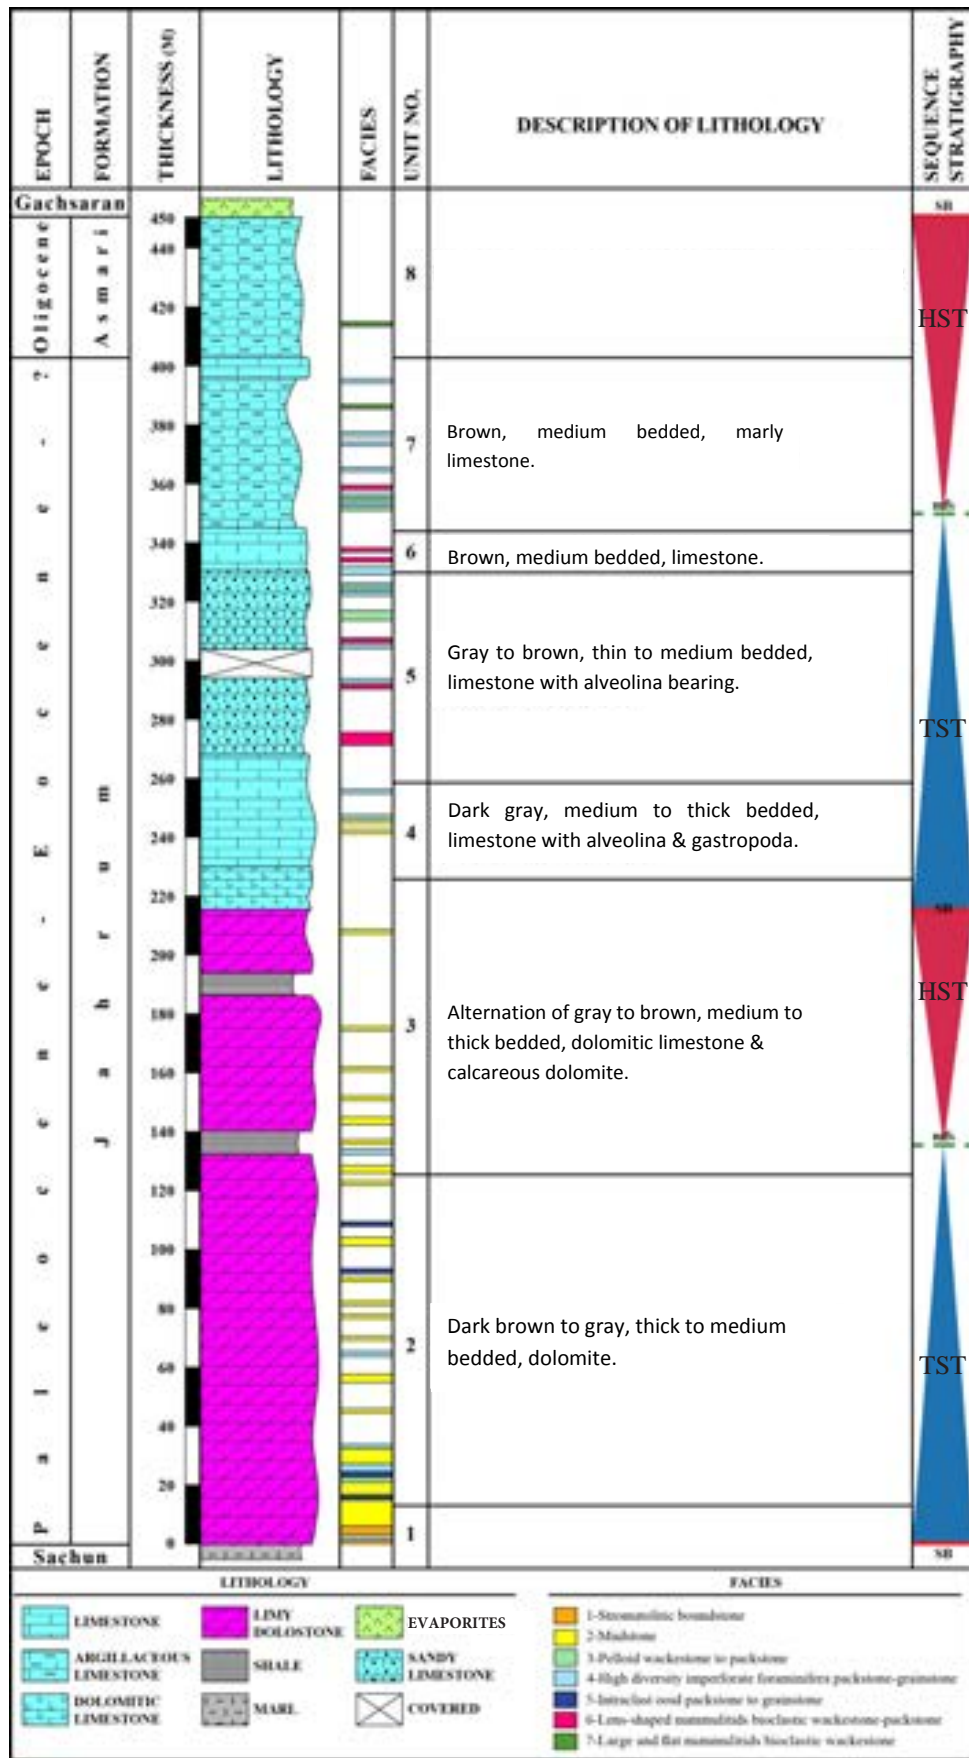 EPOCH
FORMATION
THICKNESS (M)
LITHOLOGY
FACIES
UNIT NO.
DESCRIPTION OF LITHOLOGY
SEQUENCE
STRATIGRAPHY
Gachsaran
Oligocene
Asmari
?
Paleocene-Eocene-
Jahrum
Sachun
450
440
420
400
380
360
340
320
300
280
260
240
220
200
180
160
140
120
100
80
60
40
20
0
8
7
Brown, medium bedded, marly
limestone.
6
Brown, medium bedded, limestone.
5
Gray to brown, thin to medium bedded,
limestone with alveolina bearing.
4
Dark gray, medium to thick bedded,
limestone with alveolina & gastropoda.
3
Alternation of gray to brown, medium to
thick bedded, dolomitic limestone &
calcareous dolomite.
2
Dark brown to gray, thick to medium
bedded, dolomite.
1
SB
HST
TST
SB
HST
TST
SB
LITHOLOGY
LIMESTONE
LIMY
DOLOSTONE
EVAPORITES
ARGILLACEOUS
LIMESTONE
SHALE
SANDY
LIMESTONE
DOLOMITIC
LIMESTONE
MARL
COVERED
FACIES
1-Stromatolitic boundstone
2-Mudstone
3-Pelloid wackestone to packstone
4-High diversity imperforate foraminifera packstone-grainstone
5-Intraclast ooid packstone to grainstone
6-Lens-shaped nummulitids bioclastic wackestone-packstone
7-Large and flat nummulitids bioclastic wackestone